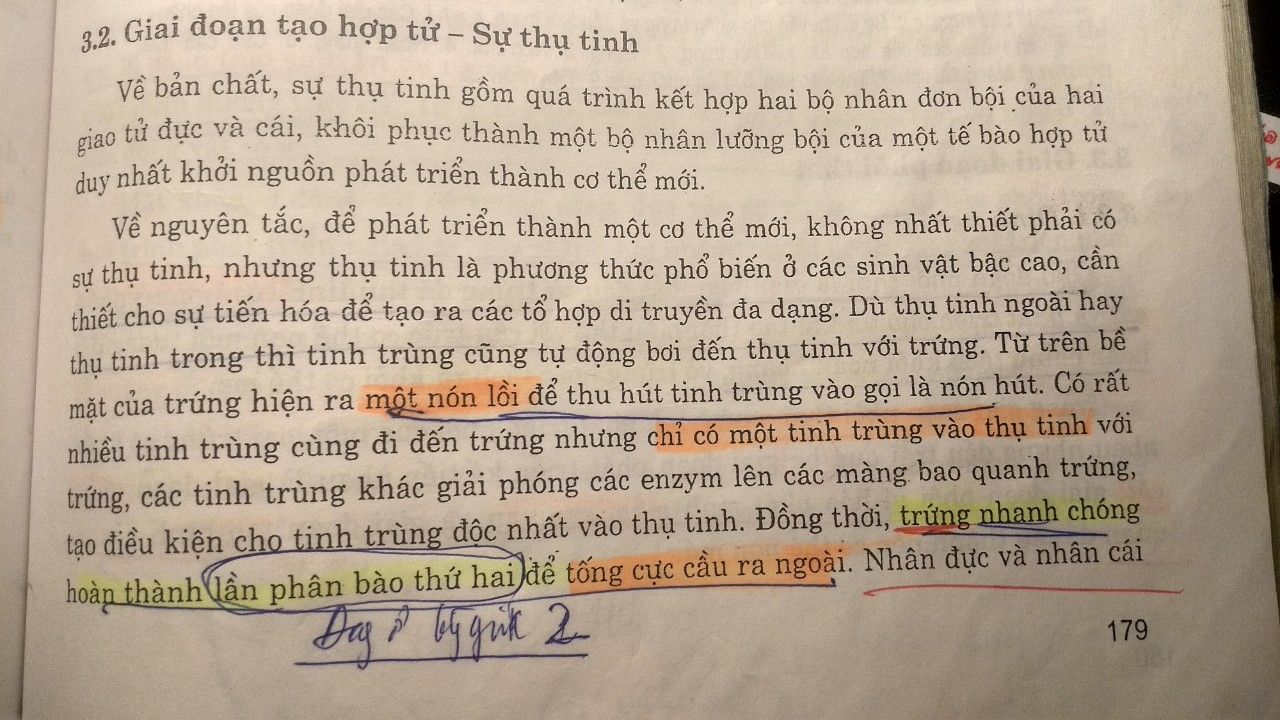 3.2. Giai đoạn tạo hợp tử – Sự thụ tinh
Về bản chất, sự thụ tinh gồm quá trình kết hợp hai bộ nhân đơn bội của hai
giao tử đực và cái, khôi phục thành một bộ nhân lưỡng bội của một tế bào hợp tử
duy nhất khởi nguồn phát triển thành cơ thể mới.
Về nguyên tắc, để phát triển thành một cơ thể mới, không nhất thiết phải có
sự thụ tinh, nhưng thụ tinh là phương thức phổ biến ở các sinh vật bậc cao, cần
thiết cho sự tiến hóa để tạo ra các tổ hợp di truyền đa dạng. Dù thụ tinh ngoài hay
thụ tinh trong thì tinh trùng cũng tự động bơi đến thụ tinh với trứng. Từ trên bề
mặt của trứng hiện ra một nón lồi để thu hút tinh trùng vào gọi là nón hút. Có rất
nhiều tinh trùng cùng đi đến trứng nhưng chỉ có một tinh trùng vào thụ tinh với
trứng, các tinh trùng khác giải phóng các enzym lên các màng bao quanh trứng,
tạo điều kiện cho tinh trùng độc nhất vào thụ tinh. Đồng thời, trứng nhanh chóng
hoàn thành lần phân bào thứ hai để tống cực cầu ra ngoài. Nhân đực và nhân cái
2
179